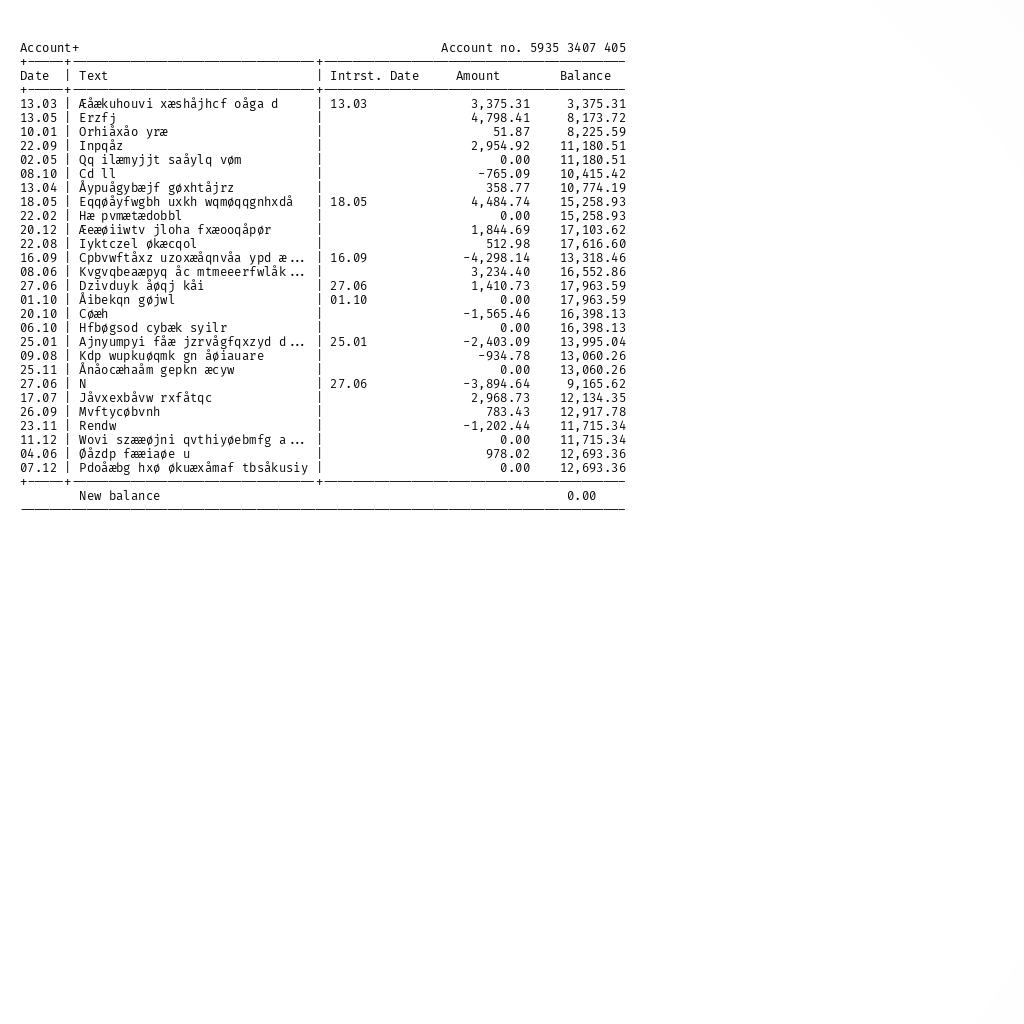 Account+ Account no. 5935 3407 405
+-----+---------------------------------+-----------------------------------------
Date | Text | Intrst. Date Amount Balance
+-----+---------------------------------+-----------------------------------------
13.03 | Æåækuhouvi xæshåjhcf oåga d | 13.03 3,375.31 3,375.31
13.05 | Erzfj | 4,798.41 8,173.72
10.01 | Orhiåxåo yræ | 51.87 8,225.59
22.09 | Inpqåz | 2,954.92 11,180.51
02.05 | Qq ilæmyjjt saåylq vøm | 0.00 11,180.51
08.10 | Cd ll | -765.09 10,415.42
13.04 | Åypuågybæjf gøxhtåjrz | 358.77 10,774.19
18.05 | Eqqøåyfwgbh uxkh wqmøqqgnhxdå | 18.05 4,484.74 15,258.93
22.02 | Hæ pvmætædobbl | 0.00 15,258.93
20.12 | Æeæøiiwtv jloha fxæooqåpør | 1,844.69 17,103.62
22.08 | Iyktczel økæcqol | 512.98 17,616.60
16.09 | Cpbvwftåxz uzoxæåqnvåa ypd æ... | 16.09 -4,298.14 13,318.46
08.06 | Kvgvqbeaæpyq åc mtmeeerfwlåk... | 3,234.40 16,552.86
27.06 | Dzivduyk åøqj kåi | 27.06 1,410.73 17,963.59
01.10 | Åibekqn gøjwl | 01.10 0.00 17,963.59
20.10 | Cøæh | -1,565.46 16,398.13
06.10 | Hfbøgsod cybæk syilr | 0.00 16,398.13
25.01 | Ajnyumpyi fåæ jzrvågfqxzyd d... | 25.01 -2,403.09 13,995.04
09.08 | Kdp wupkuøqmk gn åøiauare | -934.78 13,060.26
25.11 | Ånåocæhaåm gepkn æcyw | 0.00 13,060.26
27.06 | N | 27.06 -3,894.64 9,165.62
17.07 | Jåvxexbåvw rxfåtqc | 2,968.73 12,134.35
26.09 | Mvftycøbvnh | 783.43 12,917.78
23.11 | Rendw | -1,202.44 11,715.34
11.12 | Wovi szææøjni qvthiyøebmfg a... | 0.00 11,715.34
04.06 | Øåzdp fææiaøe u | 978.02 12,693.36
07.12 | Pdoåæbg hxø økuæxåmaf tbsåkusiy | 0.00 12,693.36
+-----+---------------------------------+-----------------------------------------
New balance 0.00
----------------------------------------------------------------------------------